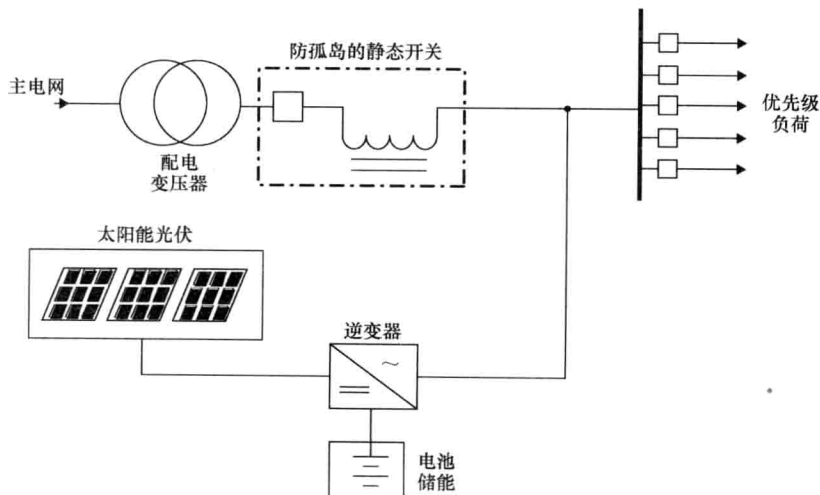 防孤岛的静态开关
主电网
配电
变压器
优先级
负荷
太阳能光伏
逆变器
电池
储能